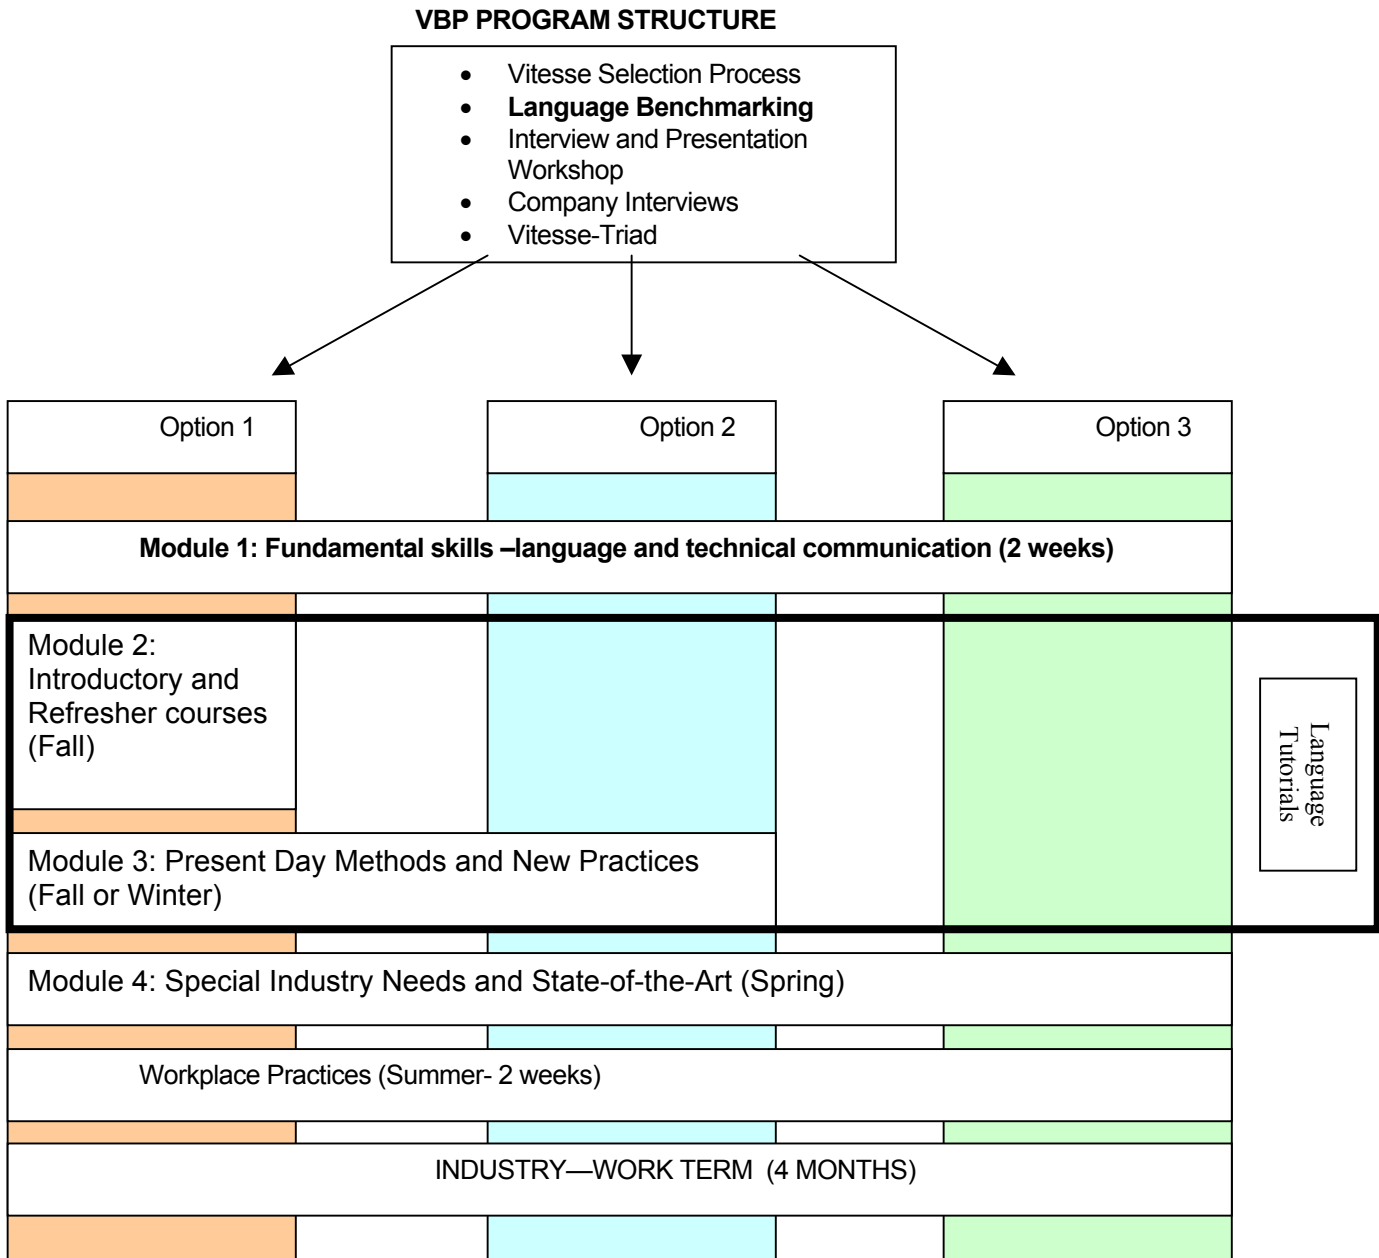 VBP PROGRAM STRUCTURE
• Vitesse Selection Process
• Language Benchmarking
• Interview and Presentation
Workshop
• Company Interviews
• Vitesse-Triad
Option 1
Option 2
Option 3
Module 1: Fundamental skills –language and technical communication (2 weeks)
Module 2:
Introductory and
Refresher courses
(Fall)
Language
Tutorials
Module 3: Present Day Methods and New Practices
(Fall or Winter)
Module 4: Special Industry Needs and State-of-the-Art (Spring)
Workplace Practices (Summer- 2 weeks)
INDUSTRY—WORK TERM (4 MONTHS)